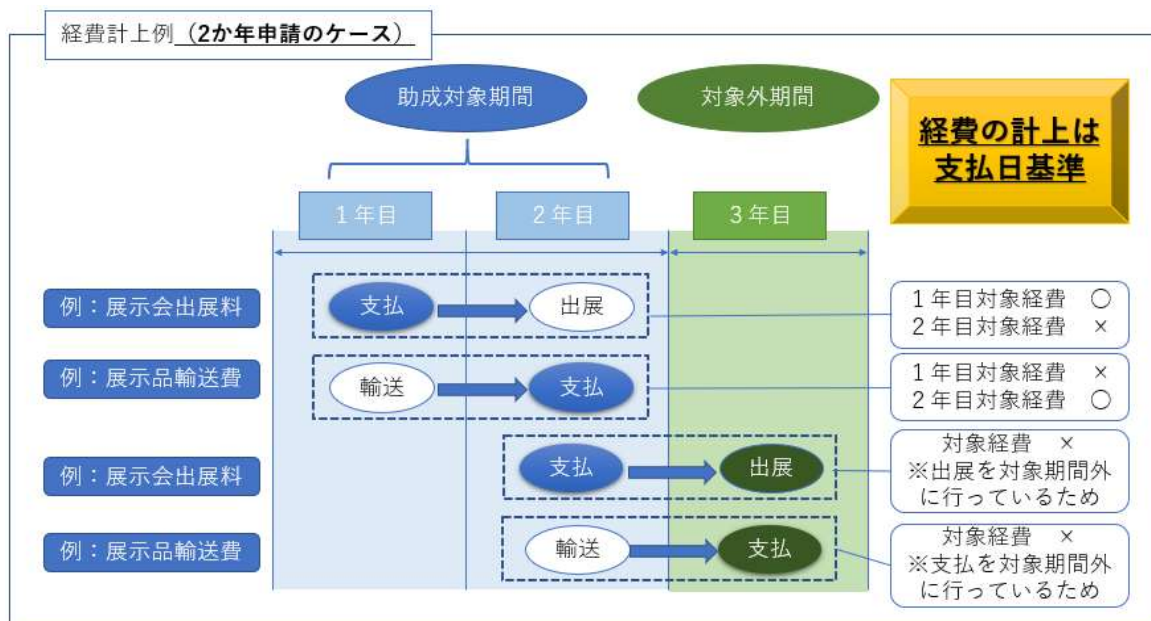 経費計上例（2か年申請のケース）
助成対象期間
対象外期間
経費の計上は
支払日基準
1年目
2年目
3年目
例：展示会出展料
支払
出展
1年目対象経費　○
2年目対象経費　×
例：展示品輸送費
輸送
支払
1年目対象経費　×
2年目対象経費　○
例：展示会出展料
支払
出展
対象経費　×
※出展を対象期間外
に行っているため
例：展示品輸送費
輸送
支払
対象経費　×
※支払を対象期間外
に行っているため